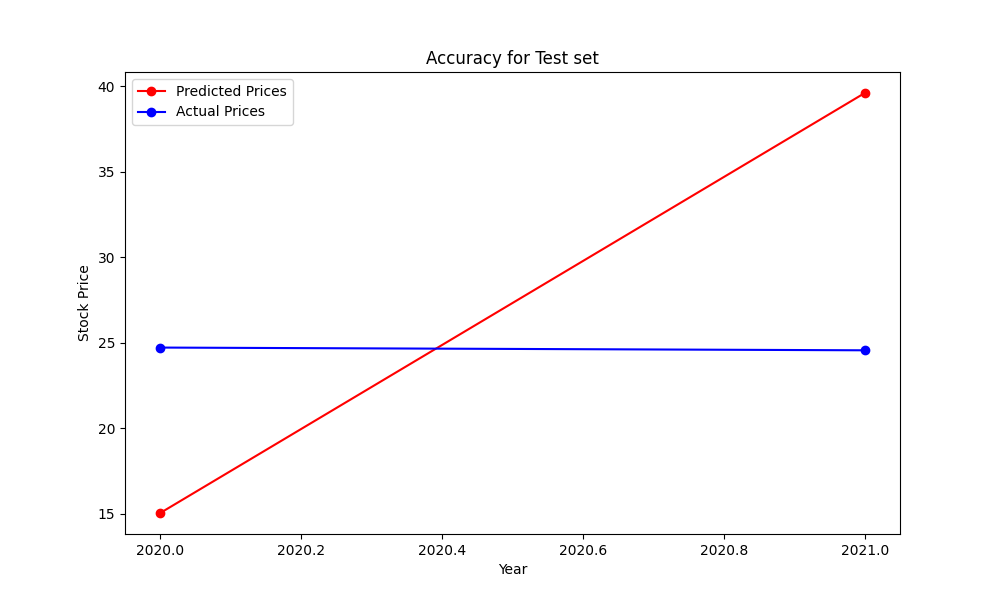 Accuracy for Test set
Predicted Prices
Actual Prices
Stock Price
40
35
30
25
20
15
2020.0 2020.2 2020.4 2020.6 2020.8 2021.0
Year